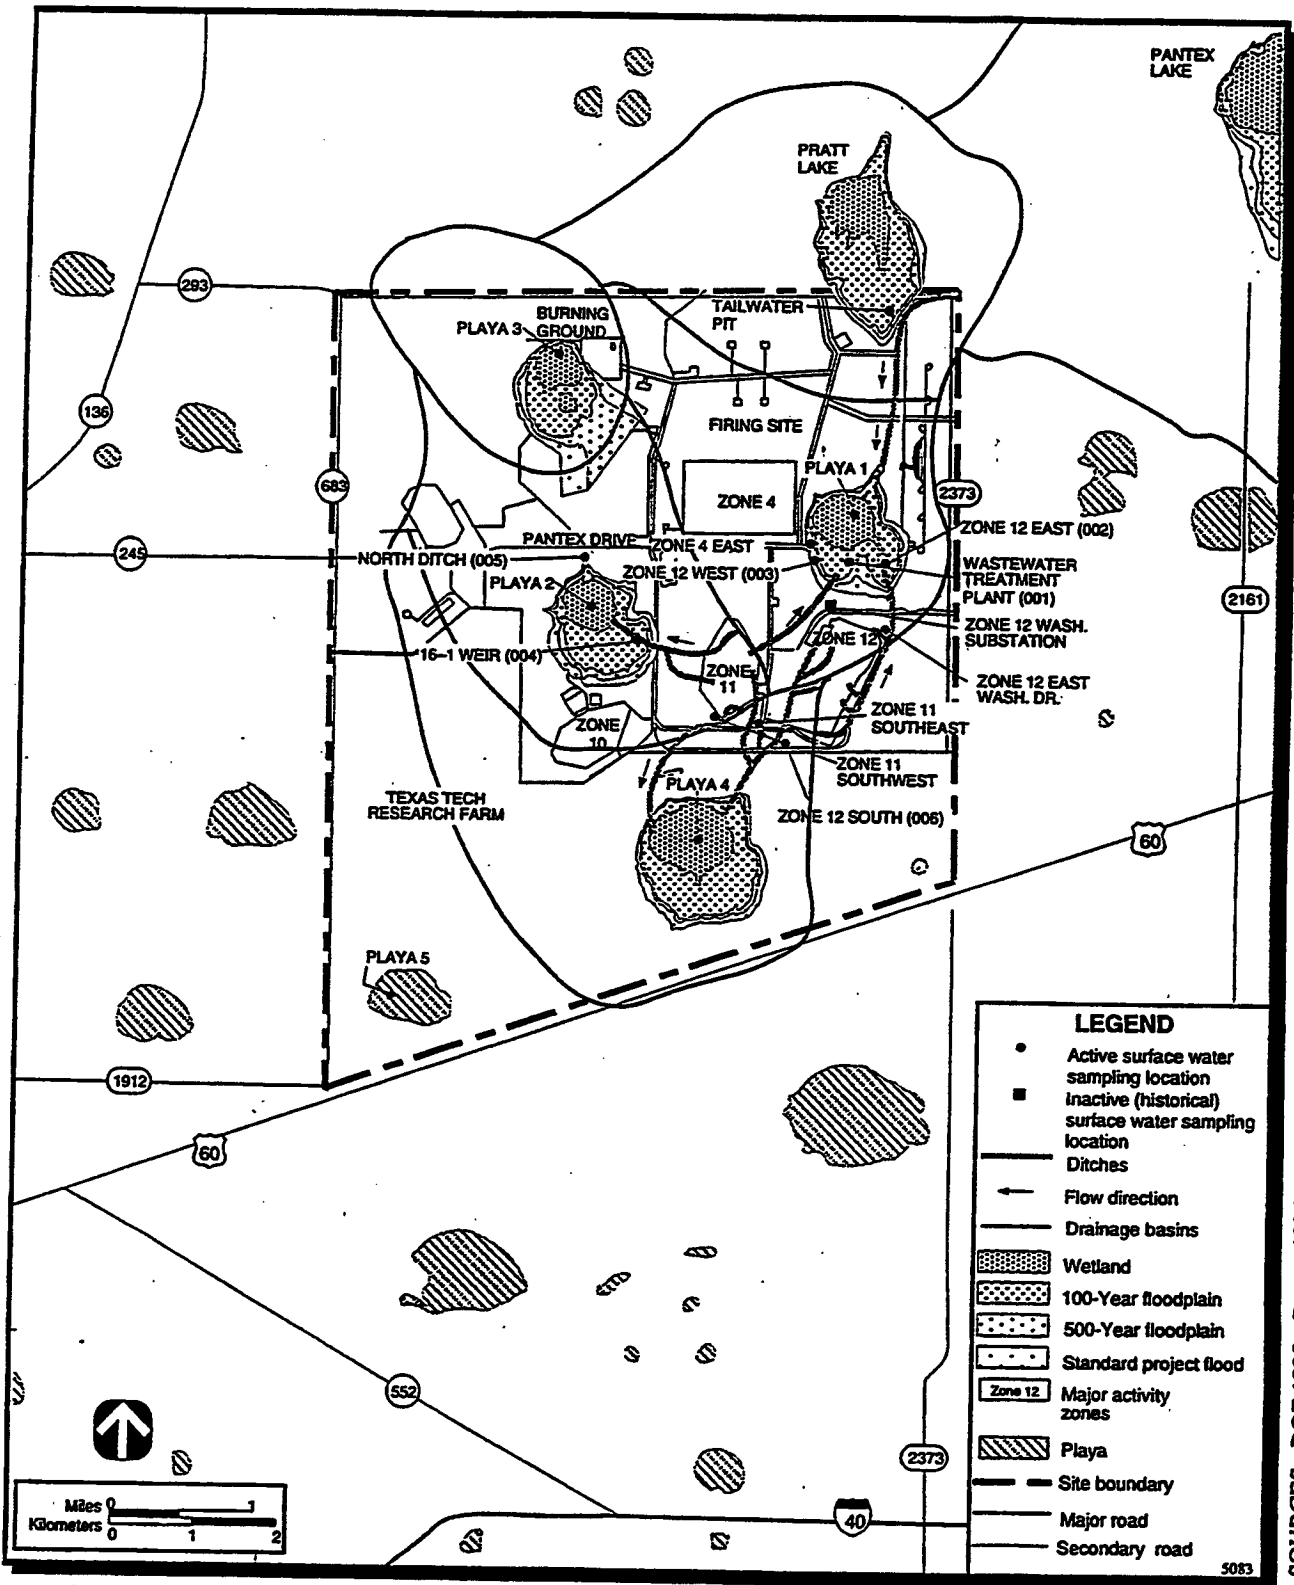 PANTEX
LAKE
PRATT
LAKE
293
TAILWATER
PIT
BURNING
GROUND
PLAYA 3
136
FIRING SITE
PLAYA 1
683
ZONE 4
2373
ZONE 12 EAST (002)
PANTEX DRIVE
ZONE 4 EAST
245
NORTH DITCH (005)
ZONE 12 WEST (003)
WASTEWATER
TREATMENT
PLANT (001)
PLAYA 2
2161
ZONE 12 WASH.
SUBSTATION
ZONE 12
16-1 WEIR (004)
ZONE
11
ZONE 12 EAST
WASH. DR.
ZONE 11
SOUTHEAST
ZONE
10
ZONE 11
SOUTHWEST
PLAYA 4
TEXAS TECH
RESEARCH FARM
ZONE 12 SOUTH (006)
60
PLAYA 5
1912
60
552
2373
40
LEGEND
Active surface water
sampling location
Inactive (historical)
surface water sampling
location
Ditches
Flow direction
Drainage basins
Wetland
100-Year floodplain
500-Year floodplain
Standard project flood
Zone 12
Major activity
zones
Playa
Site boundary
Major road
Secondary road
5083
Miles 0 1
Kilometers 0 1 2